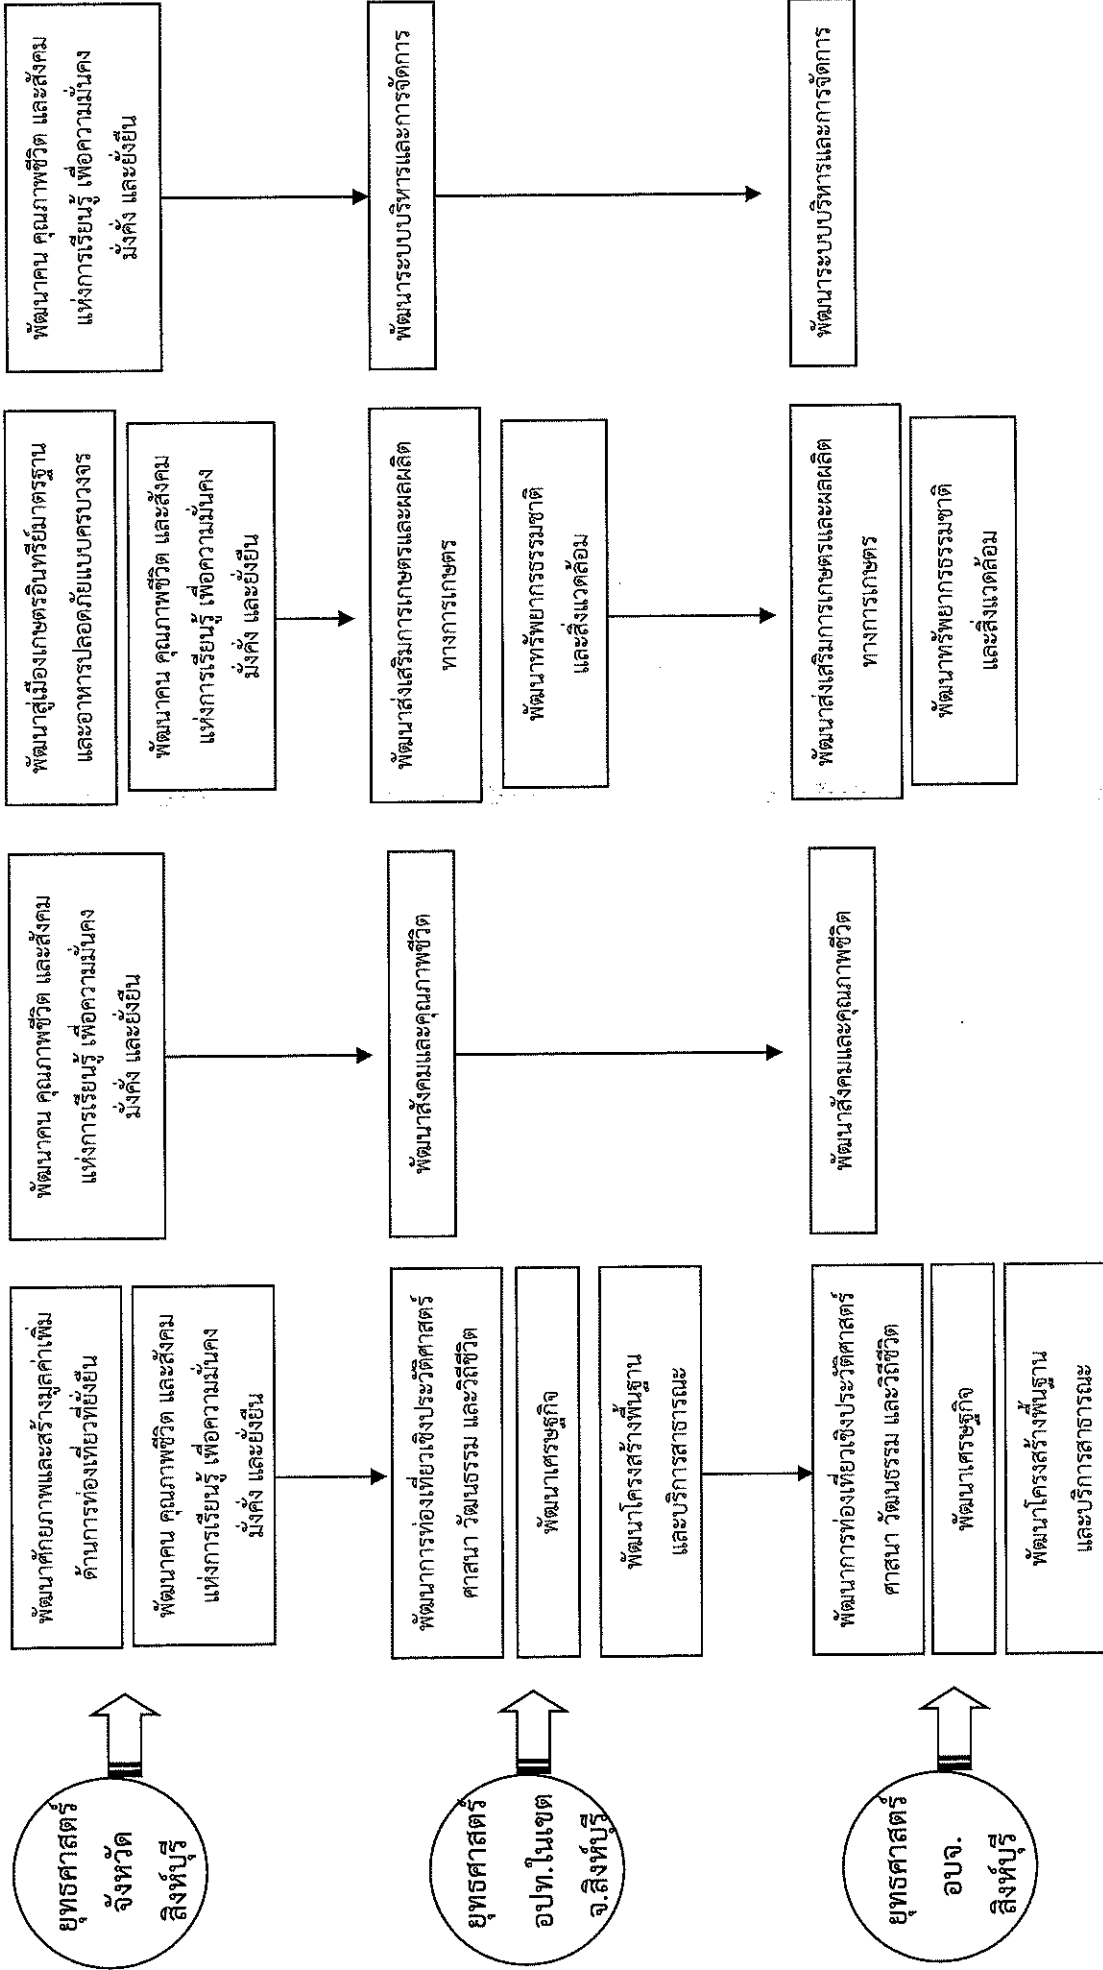 ยุทธศาสตร์
จังหวัด
สิงห์บุรี
พัฒนาศักยภาพและสร้างมูลค่าเพิ่ม
ด้านการท่องเที่ยวที่ยั่งยืน
พัฒนาคน คุณภาพชีวิต และสังคม
แห่งการเรียนรู้ เพื่อความมั่นคง
มั่งคั่ง และยั่งยืน
พัฒนาคน คุณภาพชีวิต และสังคม
แห่งการเรียนรู้ เพื่อความมั่นคง
มั่งคั่ง และยั่งยืน
พัฒนาสู่เมืองเกษตรอินทรีย์มาตรฐาน
และอาหารปลอดภัยแบบครบวงจร
พัฒนาคน คุณภาพชีวิต และสังคม
แห่งการเรียนรู้ เพื่อความมั่นคง
มั่งคั่ง และยั่งยืน
พัฒนาคน คุณภาพชีวิต และสังคม
แห่งการเรียนรู้ เพื่อความมั่นคง
มั่งคั่ง และยั่งยืน
ยุทธศาสตร์
อปท.ในเขต
จ.สิงห์บุรี
พัฒนาการท่องเที่ยวเชิงประวัติศาสตร์
ศาสนา วัฒนธรรม และวิถีชีวิต
พัฒนาเศรษฐกิจ
พัฒนาโครงสร้างพื้นฐาน
และบริการสาธารณะ
พัฒนาสังคมและคุณภาพชีวิต
พัฒนาส่งเสริมการเกษตรและผลผลิต
ทางการเกษตร
พัฒนาทรัพยากรธรรมชาติ
และสิ่งแวดล้อม
พัฒนาระบบบริหารและการจัดการ
ยุทธศาสตร์
อบจ.
สิงห์บุรี
พัฒนาการท่องเที่ยวเชิงประวัติศาสตร์
ศาสนา วัฒนธรรม และวิถีชีวิต
พัฒนาเศรษฐกิจ
พัฒนาโครงสร้างพื้นฐาน
และบริการสาธารณะ
พัฒนาสังคมและคุณภาพชีวิต
พัฒนาส่งเสริมการเกษตรและผลผลิต
ทางการเกษตร
พัฒนาทรัพยากรธรรมชาติ
และสิ่งแวดล้อม
พัฒนาระบบบริหารและการจัดการ